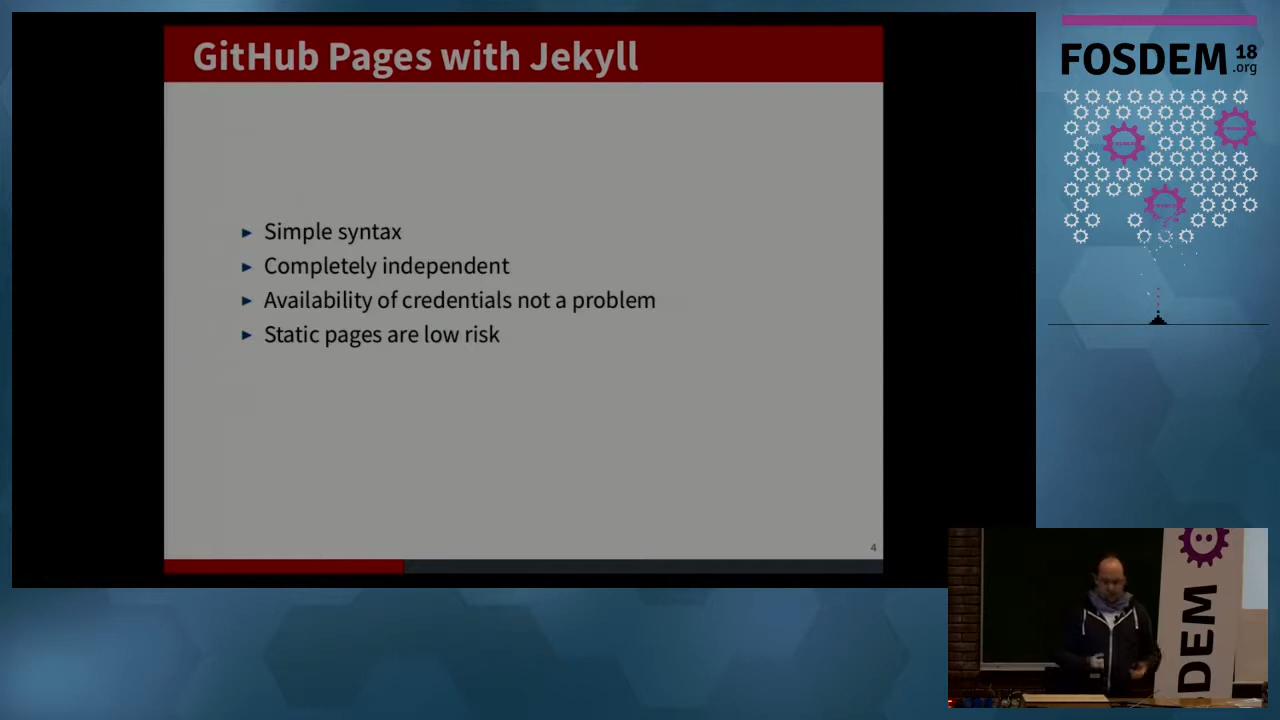 GitHub Pages with Jekyll
► Simple syntax
► Completely independent
► Availability of credentials not a problem
► Static pages are low risk
4
FOSDEM 18
.org
DEM